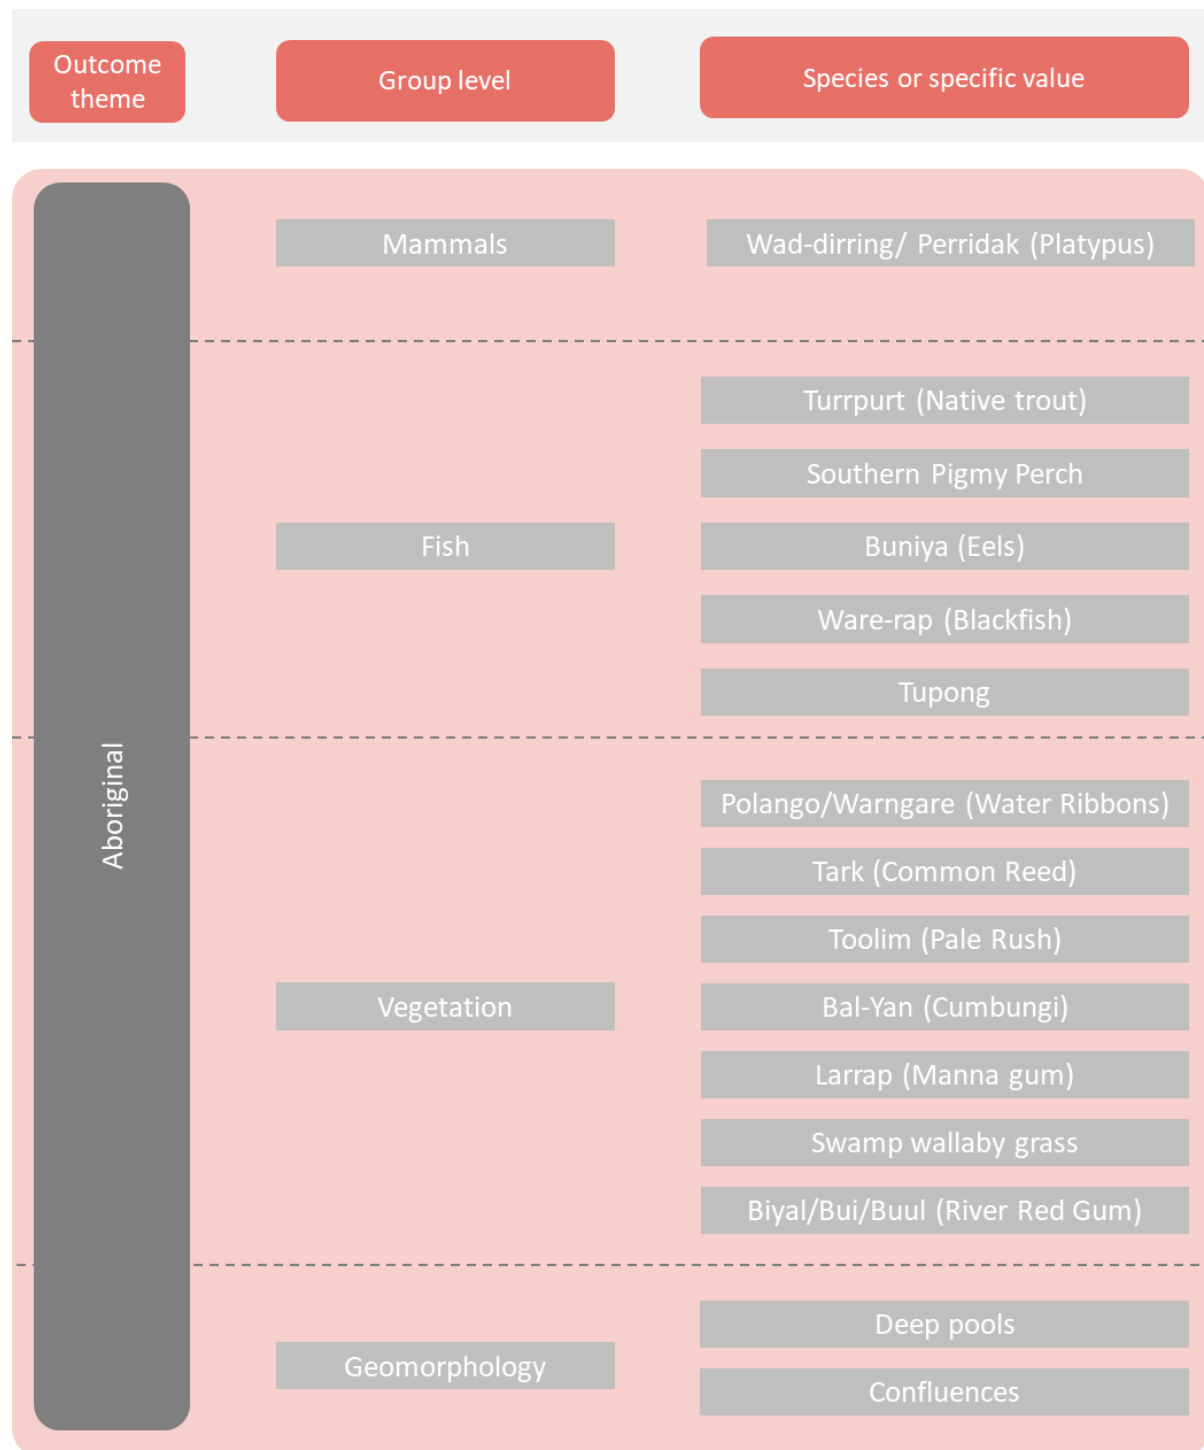 Outcome
theme
Group level
Species or specific value
Aboriginal
Mammals
Wad-dirring/ Perridak (Platypus)
Fish
Turrpurt (Native trout)
Southern Pigmy Perch
Buniya (Eels)
Ware-rap (Blackfish)
Tupong
Vegetation
Polango/Warngare (Water Ribbons)
Tark (Common Reed)
Toolim (Pale Rush)
Bal-Yan (Cumbungi)
Larrap (Manna gum)
Swamp wallaby grass
Biyal/Bui/Buul (River Red Gum)
Geomorphology
Deep pools
Confluences